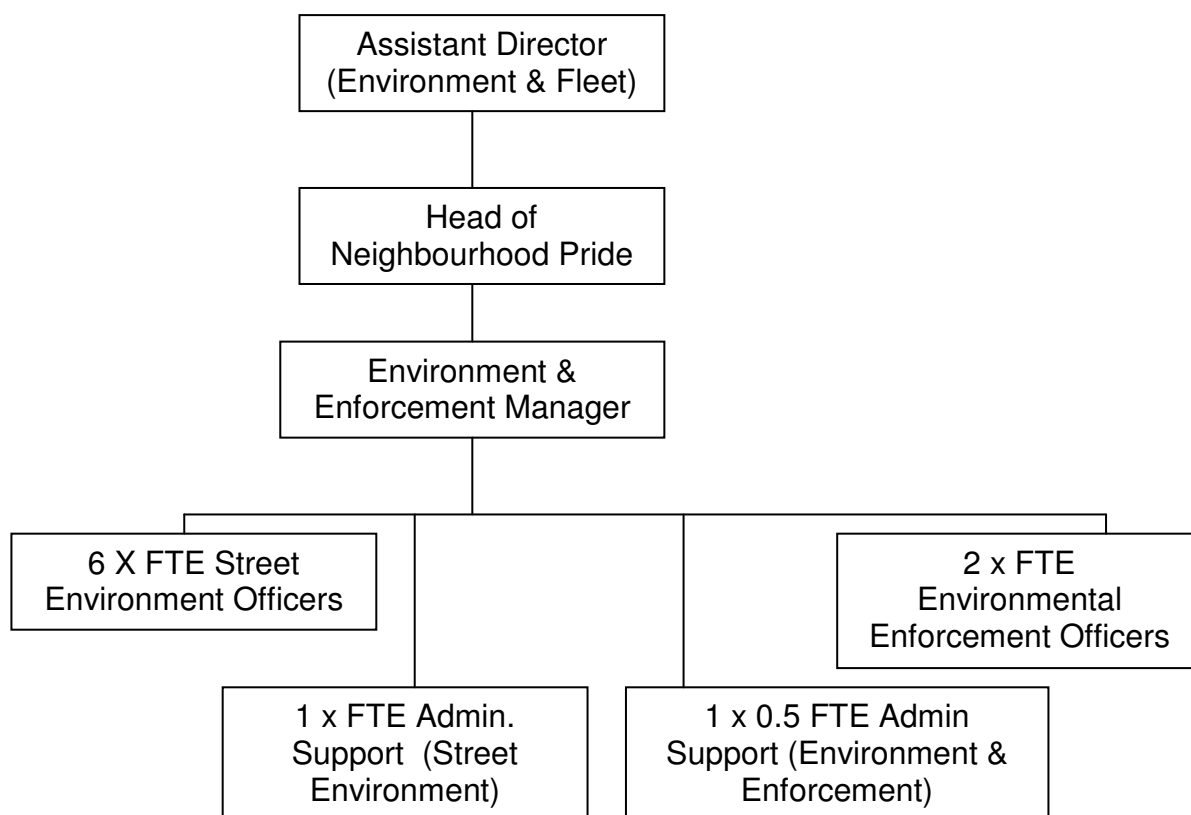 Assistant Director
(Environment & Fleet)
Head of
Neighbourhood Pride
Environment &
Enforcement Manager
6 X FTE Street
Environment Officers
2 x FTE
Environmental
Enforcement Officers
1 x FTE Admin.
Support (Street
Environment)
1 x 0.5 FTE Admin
Support (Environment &
Enforcement)